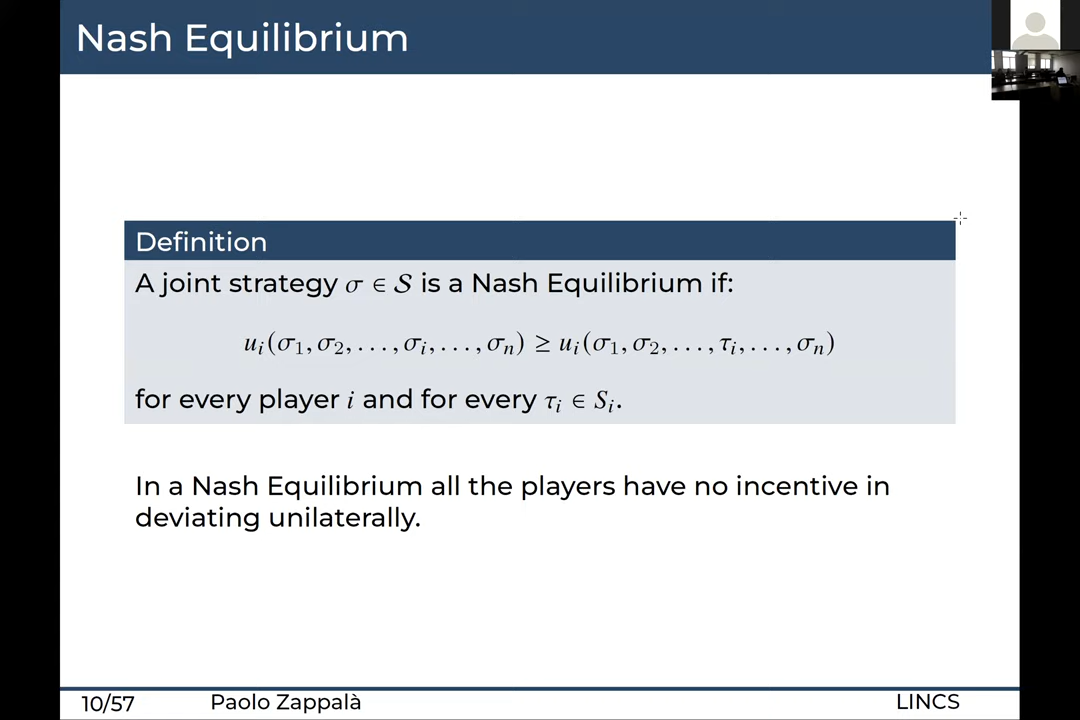 Nash Equilibrium
Definition
A joint strategy σ ∈ 𝒮 is a Nash Equilibrium if:
uᵢ(σ₁, σ₂, . . . , σᵢ, . . . , σₙ) ≥ uᵢ(σ₁, σ₂, . . . , τᵢ, . . . , σₙ)
for every player i and for every τᵢ ∈ Sᵢ.
In a Nash Equilibrium all the players have no incentive in
deviating unilaterally.
10/57 Paolo Zappalà LINCS